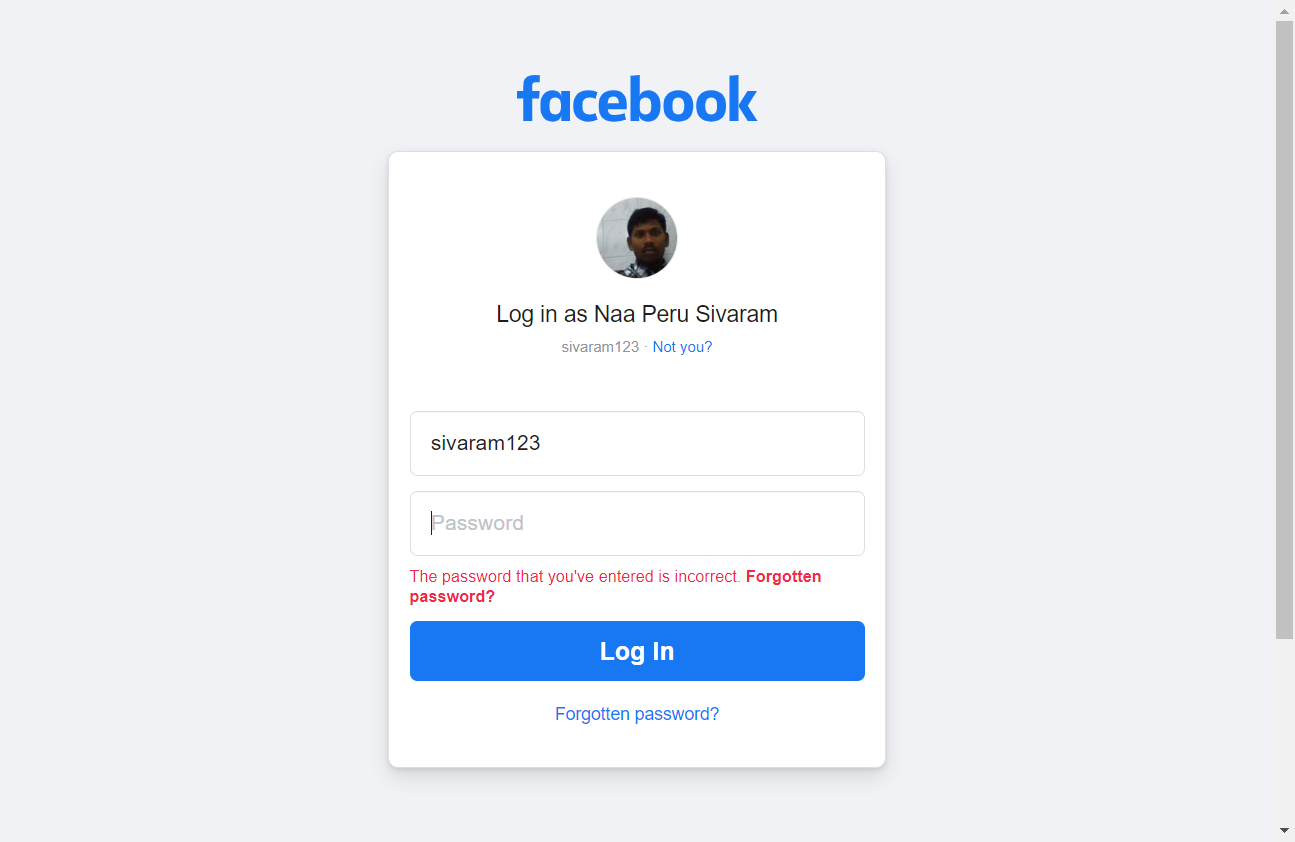 facebook
Log in as Naa Peru Sivaram
sivaram123 · Not you?
sivaram123
Password
The password that you've entered is incorrect. Forgotten
password?
Log In
Forgotten password?